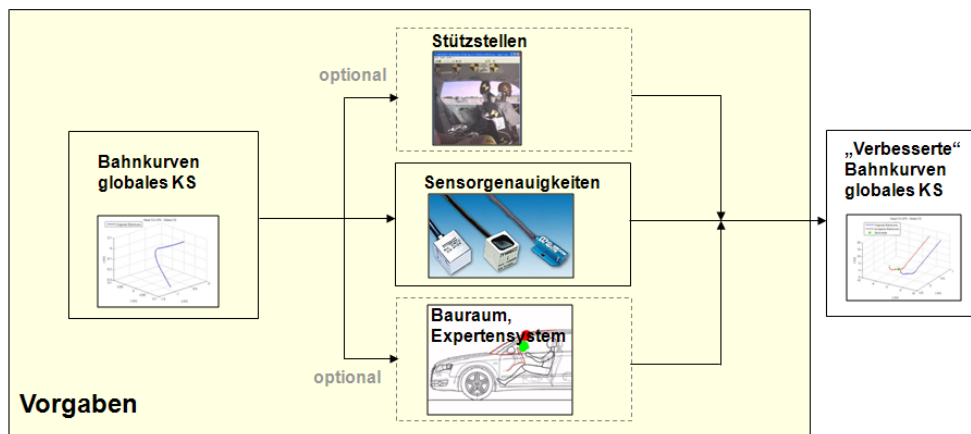 Stützstellen
optional
Bahnkurven
globales KS
Sensorgenauigkeiten
„Verbesserte“
Bahnkurven
globales KS
Bauraum,
Expertensystem
optional
Vorgaben